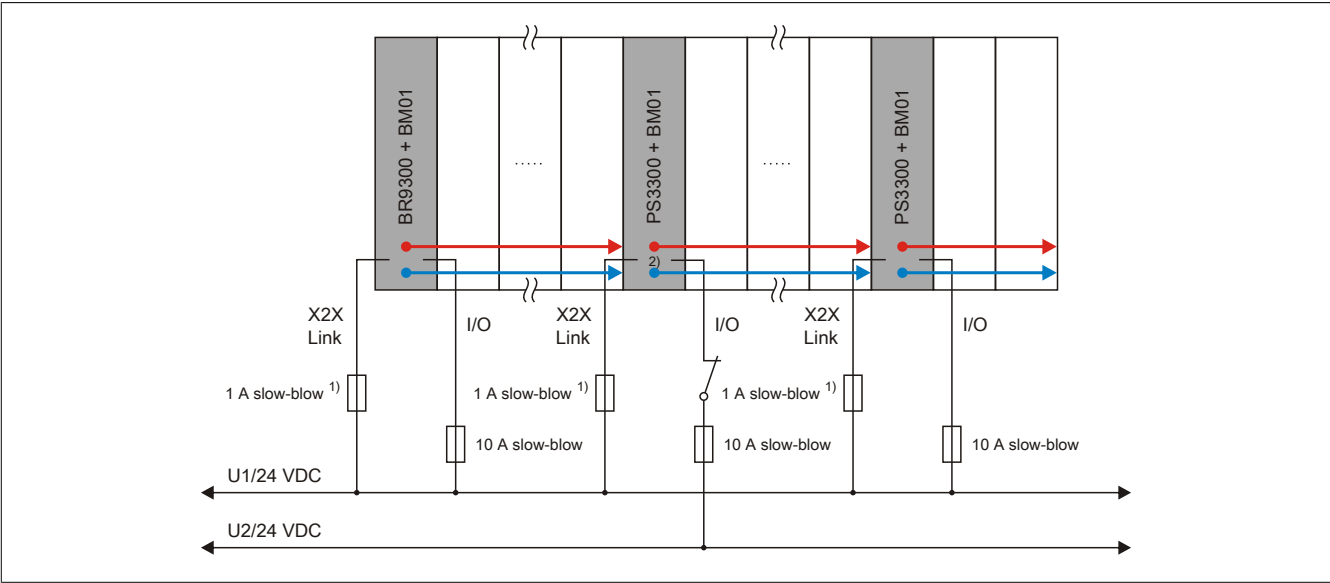 BR9300 + BM01
.....
PS3300 + BM01
.....
PS3300 + BM01
2)
X2X
Link
I/O
X2X
Link
I/O
X2X
Link
I/O
1 A slow-blow 1)
1 A slow-blow 1)
1 A slow-blow 1)
10 A slow-blow
10 A slow-blow
10 A slow-blow
U1/24 VDC
U2/24 VDC